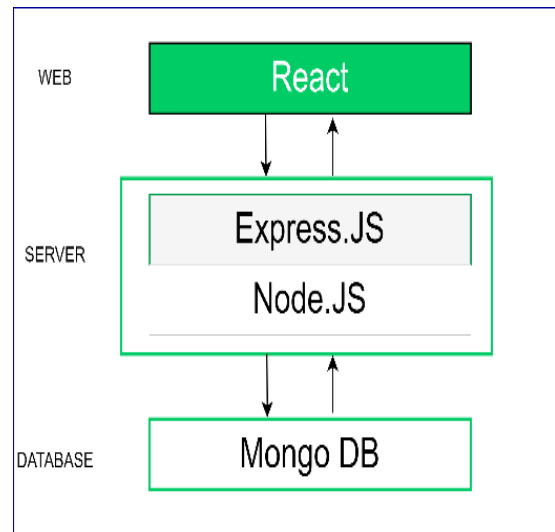 WEB
React
Express.JS
SERVER
Node.JS
DATABASE
Mongo DB